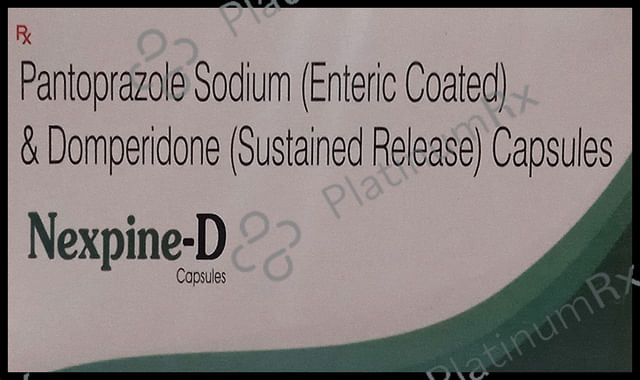 Rx
Pantoprazole Sodium (Enteric Coated)
& Domperidone (Sustained Release) Capsules
Nexpine-D
Capsules
PlatinumRx
PlatinumRx